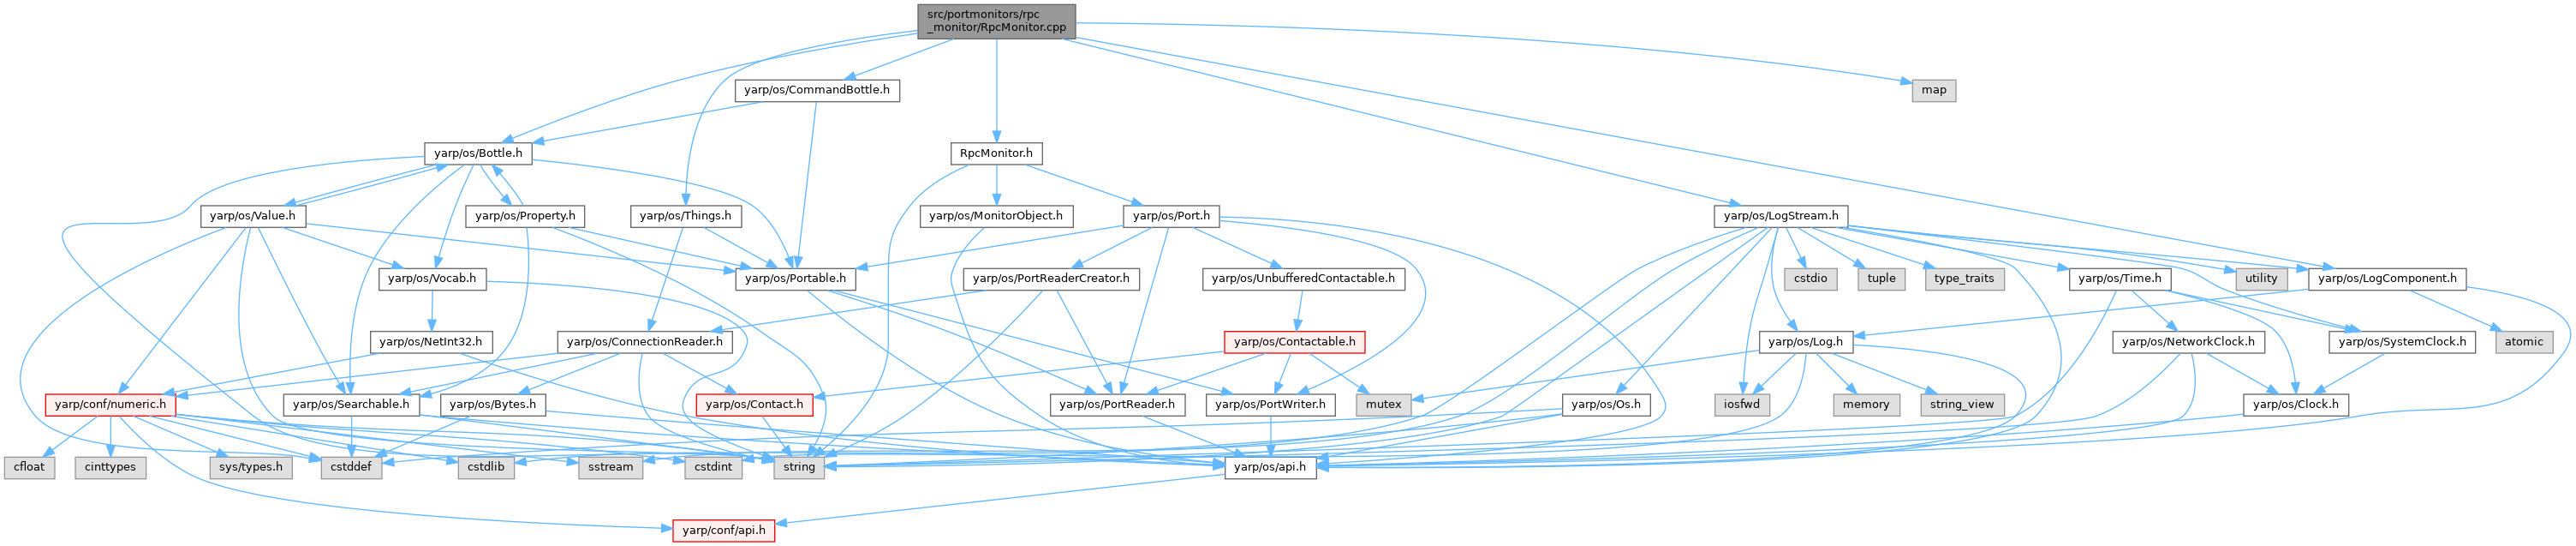 src/portmonitors/rpc
_monitor/RpcMonitor.cpp
yarp/os/CommandBottle.h
map
yarp/os/Bottle.h
RpcMonitor.h
yarp/os/Value.h
yarp/os/Property.h
yarp/os/Things.h
yarp/os/MonitorObject.h
yarp/os/Port.h
yarp/os/LogStream.h
yarp/os/Vocab.h
yarp/os/Portable.h
yarp/os/PortReaderCreator.h
yarp/os/UnbufferedContactable.h
cstdio
tuple
type_traits
yarp/os/Time.h
utility
yarp/os/LogComponent.h
yarp/os/NetInt32.h
yarp/os/ConnectionReader.h
yarp/os/Contactable.h
yarp/os/Log.h
yarp/os/NetworkClock.h
yarp/os/SystemClock.h
atomic
yarp/conf/numeric.h
yarp/os/Searchable.h
yarp/os/Bytes.h
yarp/os/Contact.h
yarp/os/PortReader.h
yarp/os/PortWriter.h
mutex
yarp/os/Os.h
iosfwd
memory
string_view
yarp/os/Clock.h
cfloat
cinttypes
sys/types.h
cstddef
cstdlib
sstream
cstdint
string
yarp/os/api.h
yarp/conf/api.h